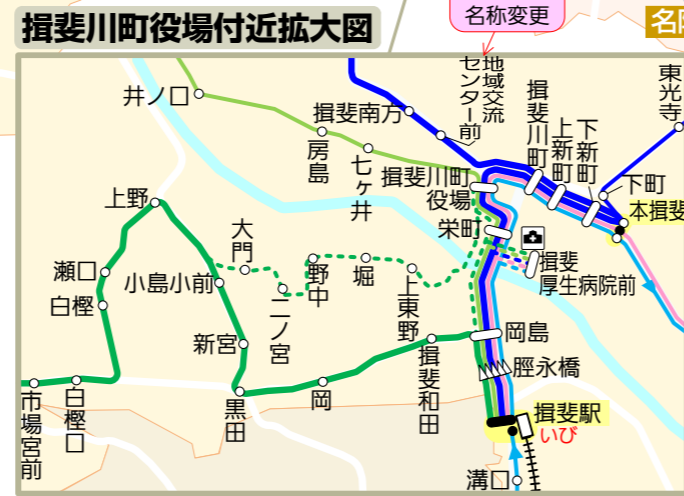 名称変更
揖斐川町役場付近拡大図
名阪
井ノ口
房島
七ヶ井
揖斐南方
地域交流
センター前
揖斐川町
役場
揖斐川町
上新町
下新町
東光寺
下町
本揖斐
栄町
揖斐
厚生病院前
上野
瀬口
白樫
小島小前
大門
二ノ宮
野中
堀
上東野
新宮
市場宮前
白樫口
黒田
岡
揖斐和田
岡島
脛永橋
揖斐駅
いび
溝口